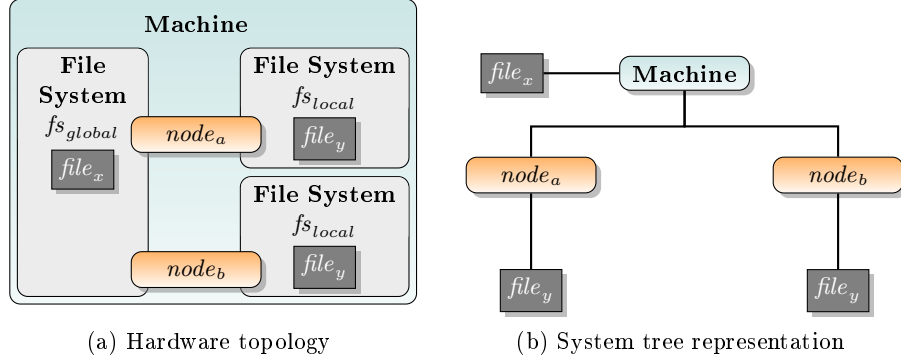 Machine
File
System
fs_global
file_x
node_a
node_b
File System
fs_local
file_y
File System
fs_local
file_y
(a) Hardware topology
file_x
Machine
node_a
node_b
file_y
file_y
(b) System tree representation